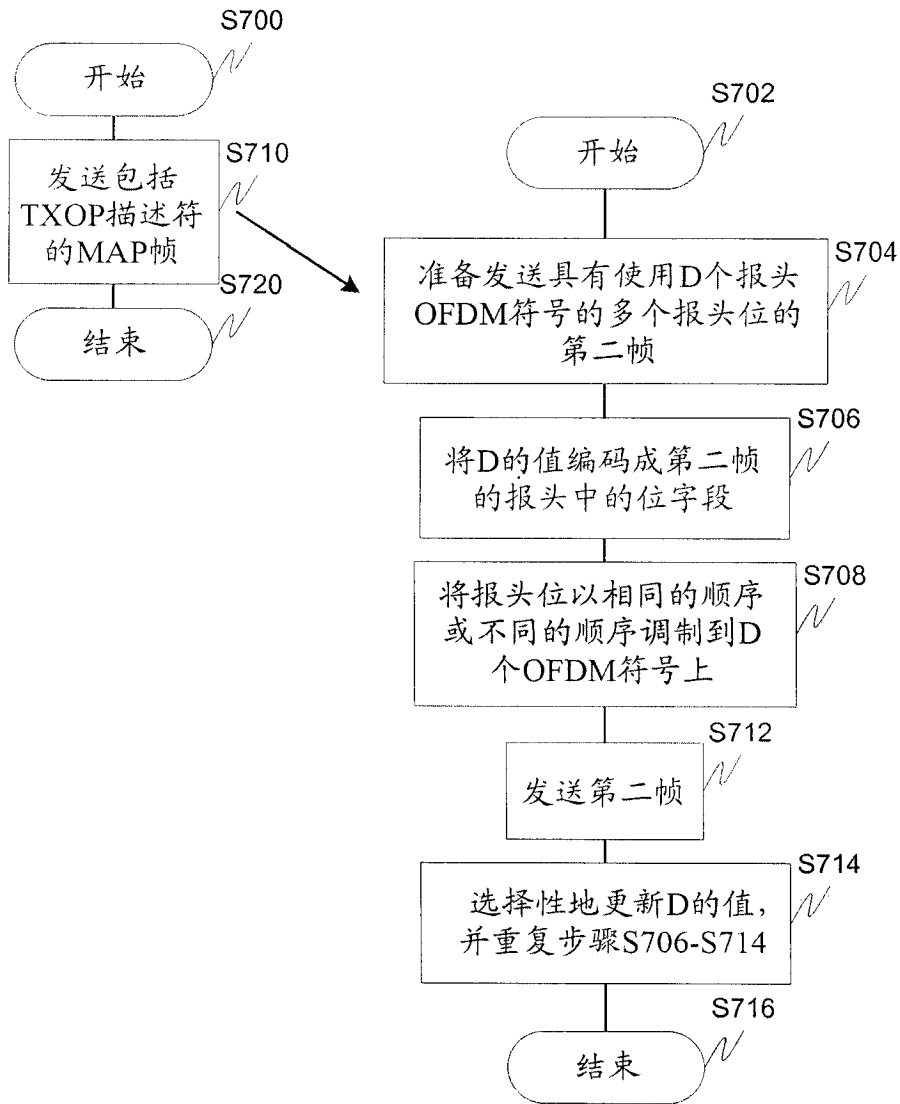 S700
开始
S710
发送包括
TXOP描述符
的MAP帧
S720
结束
S702
开始
S704
准备发送具有使用D个报头
OFDM符号的多个报头位的
第二帧
S706
将D的值编码成第二帧
的报头中的位字段
S708
将报头位以相同的顺序
或不同的顺序调制到D
个OFDM符号上
S712
发送第二帧
S714
选择性地更新D的值，
并重复步骤S706-S714
S716
结束